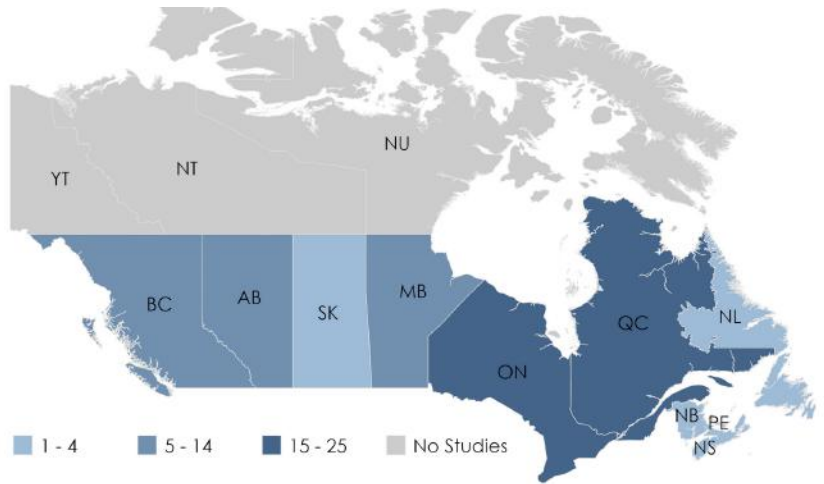 NU
NT
YT
BC
AB
SK
MB
ON
QC
NL
NB
PE
NS
1 - 4
5 - 14
15 - 25
No Studies